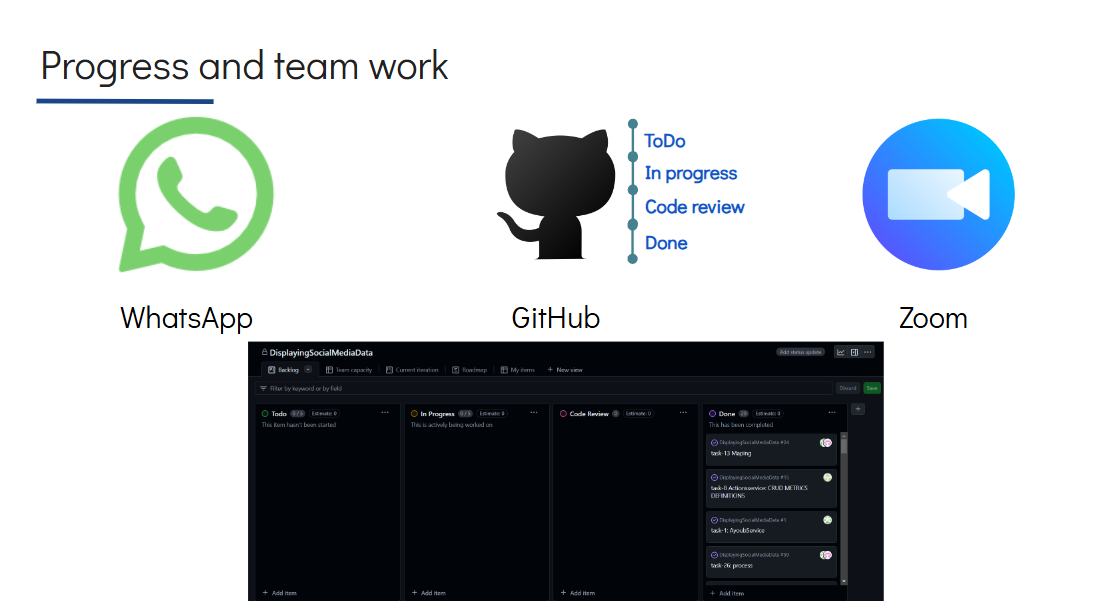 Progress and team work
ToDo
In progress
Code review
Done
WhatsApp
GitHub
Zoom
DisplayingSocialMediaData
Add status update
Backlog
Team capacity
Current iteration
Roadmap
My items
+ New view
Filter by keyword or by field
Discard
Save
Todo 0 / 5 Estimate: 0
This item hasn't been started
In Progress 0 / 5 Estimate: 0
This is actively being worked on
Code Review 0 Estimate: 0
Done Estimate: 0
This has been completed
DisplayingSocialMediaData
task-13 Maping
DisplayingSocialMediaData
task-8 Actionsservice: CRUD METRICS
DEFINITIONS
DisplayingSocialMediaData
task-1: AyoubService
DisplayingSocialMediaData
task-26: process
+ Add item
+ Add item
+ Add item
+ Add item